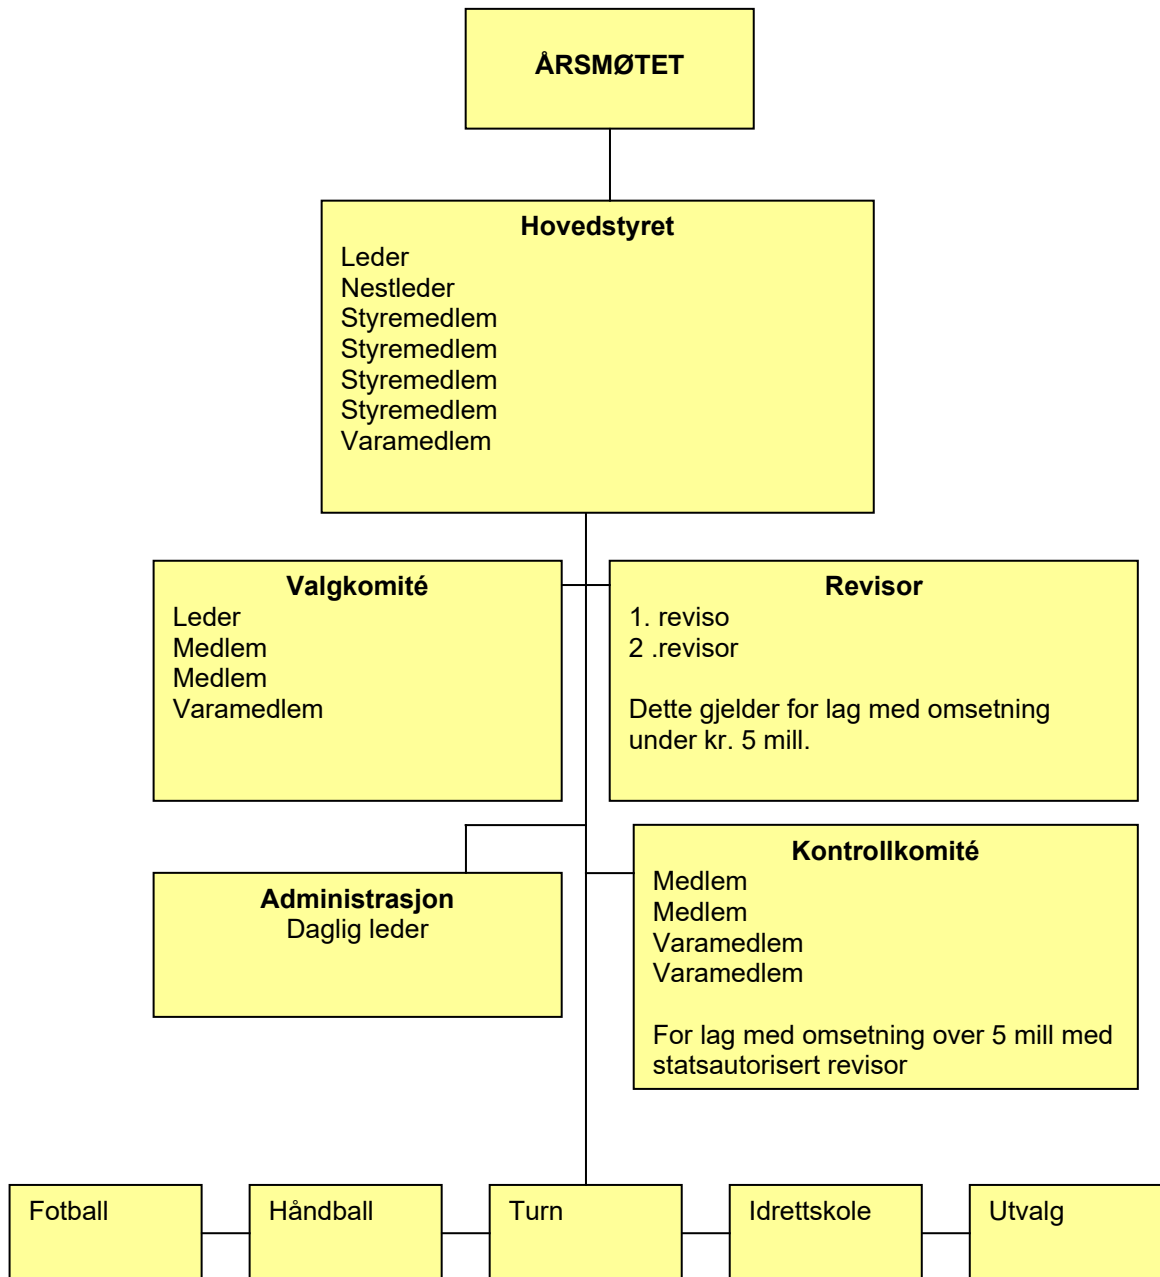 ÅRSMØTET
Hovedstyret
Leder
Nestleder
Styremedlem
Styremedlem
Styremedlem
Styremedlem
Varamedlem
Valgkomité
Leder
Medlem
Medlem
Varamedlem
Revisor
1. reviso
2 .revisor
Dette gjelder for lag med omsetning
under kr. 5 mill.
Administrasjon
Daglig leder
Kontrollkomité
Medlem
Medlem
Varamedlem
Varamedlem
For lag med omsetning over 5 mill med
statsautorisert revisor
Fotball
Håndball
Turn
Idrettskole
Utvalg